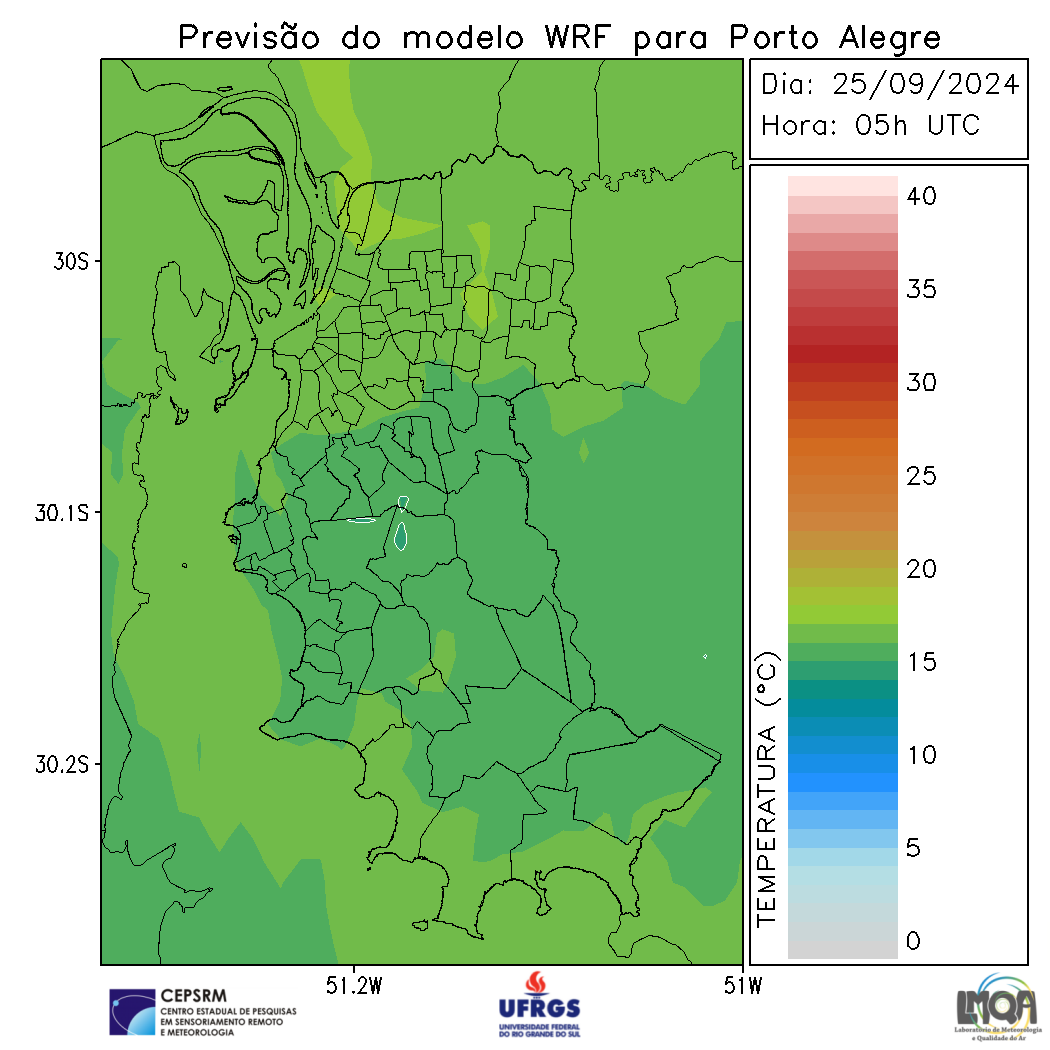 Previsão do modelo WRF para Porto Alegre
Dia: 25/09/2024
Hora: 05h UTC
40
35
30
25
20
15
10
5
0
TEMPERATURA (°C)
30S
30.1S
30.2S
51.2W
51W
CEPSRM
CENTRO ESTADUAL DE PESQUISAS
EM SENSORIAMENTO REMOTO
E METEOROLOGIA
UFRGS
UNIVERSIDADE FEDERAL
DO RIO GRANDE DO SUL
LMQA
Laboratório de Meteorologia
e Qualidade do Ar